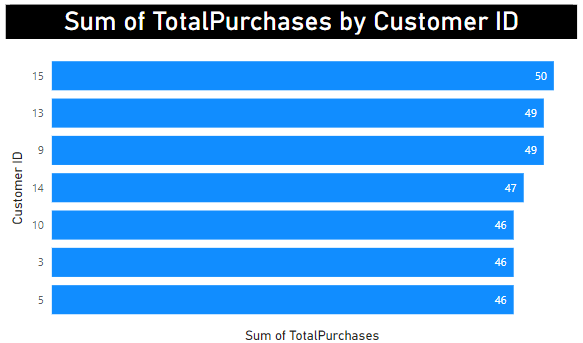 Sum of TotalPurchases by Customer ID
Customer ID
15 50
13 49
9 49
14 47
10 46
3 46
5 46
Sum of TotalPurchases